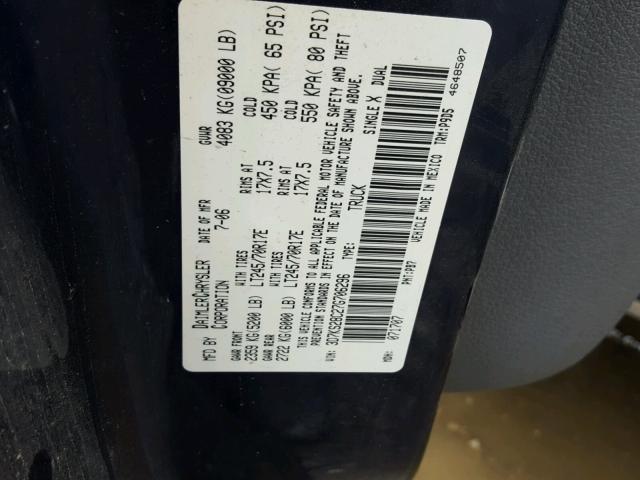 DAIMLERCHRYSLER CORPORATION
DATE OF MFR 7-06
GVWR 4083 KG(09000 LB)
GAWR FRONT WITH TIRES RIMS AT COLD
2359 KG(5200 LB) LT245/70R17E 17X7.5 450 KPA( 65 PSI)
GAWR REAR WITH TIRES RIMS AT COLD
2722 KG(6000 LB) LT245/70R17E 17X7.5 550 KPA( 80 PSI)
THIS VEHICLE CONFORMS TO ALL APPLICABLE FEDERAL MOTOR VEHICLE SAFETY AND THEFT
PREVENTION STANDARDS IN EFFECT ON THE DATE OF MANUFACTURE SHOWN ABOVE.
VIN: 3D7KS28C27G706296 TYPE: TRUCK SINGLE X DUAL
MDH: 071707 PNT:PB7 VEHICLE MADE IN MEXICO TRM:P9D5 4648507